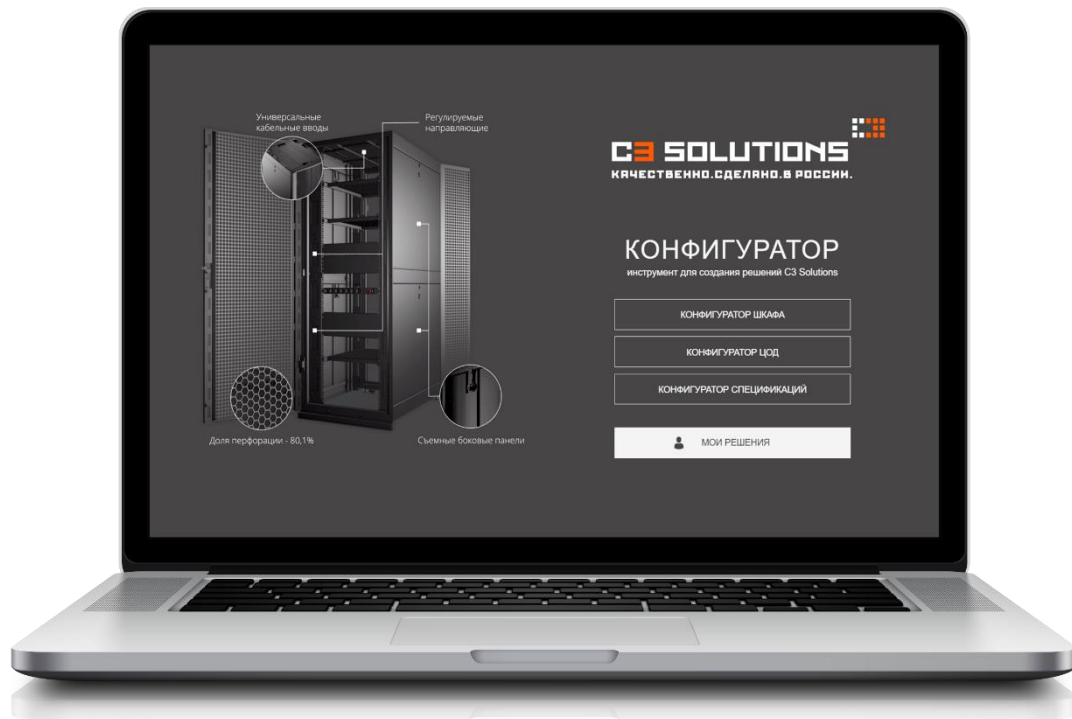 Универсальные
кабельные вводы
Регулируемые
направляющие
Доля перфорации - 80,1%
Съемные боковые панели
C3 SOLUTIONS
КАЧЕСТВЕННО.СДЕЛАНО.В РОССИИ.
КОНФИГУРАТОР
инструмент для создания решений C3 Solutions
КОНФИГУРАТОР ШКАФА
КОНФИГУРАТОР ЦОД
КОНФИГУРАТОР СПЕЦИФИКАЦИЙ
МОИ РЕШЕНИЯ